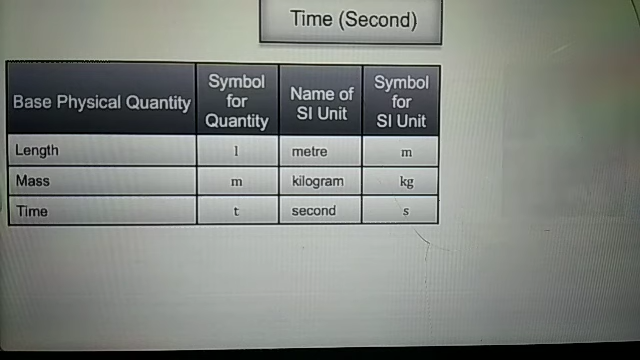 Time (Second)
Base Physical Quantity
Symbol
for
Quantity
Name of
SI Unit
Symbol
for
SI Unit
Length l metre m
Mass m kilogram kg
Time t second s